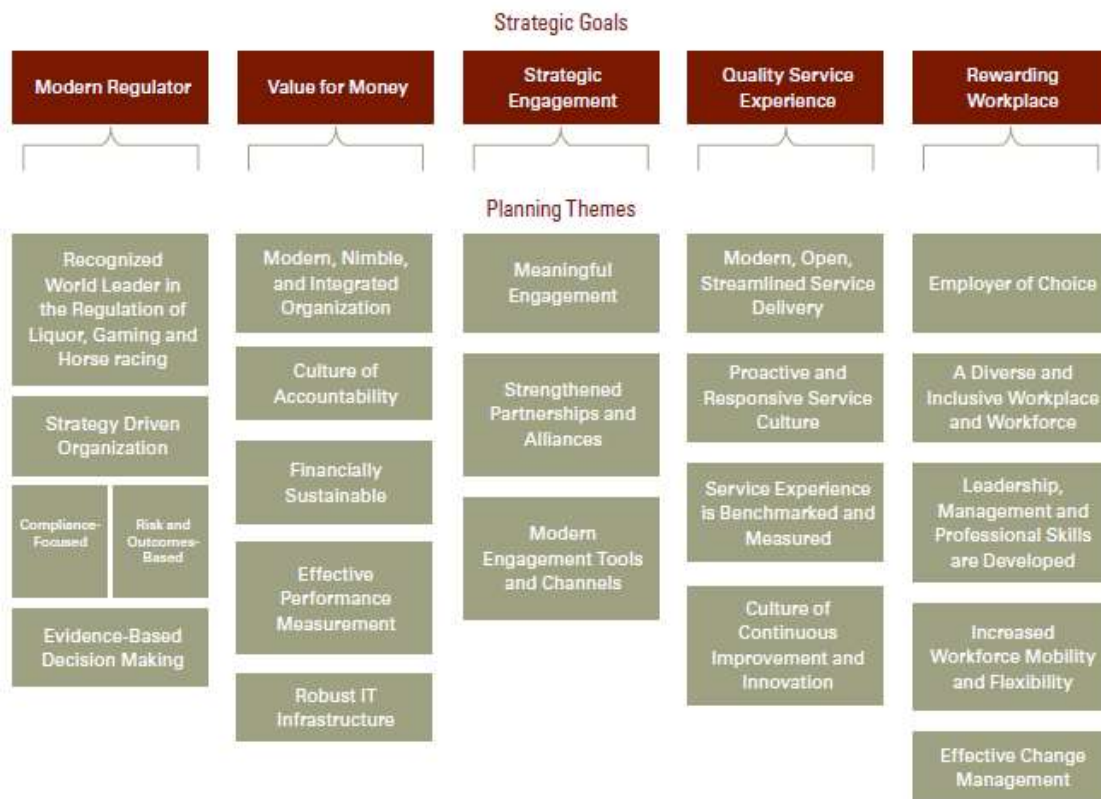 Strategic Goals
Modern Regulator
Value for Money
Strategic
Engagement
Quality Service
Experience
Rewarding
Workplace
Planning Themes
Recognized
World Leader in
the Regulation of
Liquor, Gaming and
Horse racing
Strategy Driven
Organization
Compliance-
Focused
Risk and
Outcomes-
Based
Evidence-Based
Decision Making
Modern, Nimble,
and Integrated
Organization
Culture of
Accountability
Financially
Sustainable
Effective
Performance
Measurement
Robust IT
Infrastructure
Meaningful
Engagement
Strengthened
Partnerships and
Alliances
Modern
Engagement Tools
and Channels
Modern, Open,
Streamlined Service
Delivery
Proactive and
Responsive Service
Culture
Service Experience
is Benchmarked and
Measured
Culture of
Continuous
Improvement and
Innovation
Employer of Choice
A Diverse and
Inclusive Workplace
and Workforce
Leadership,
Management and
Professional Skills
are Developed
Increased
Workforce Mobility
and Flexibility
Effective Change
Management